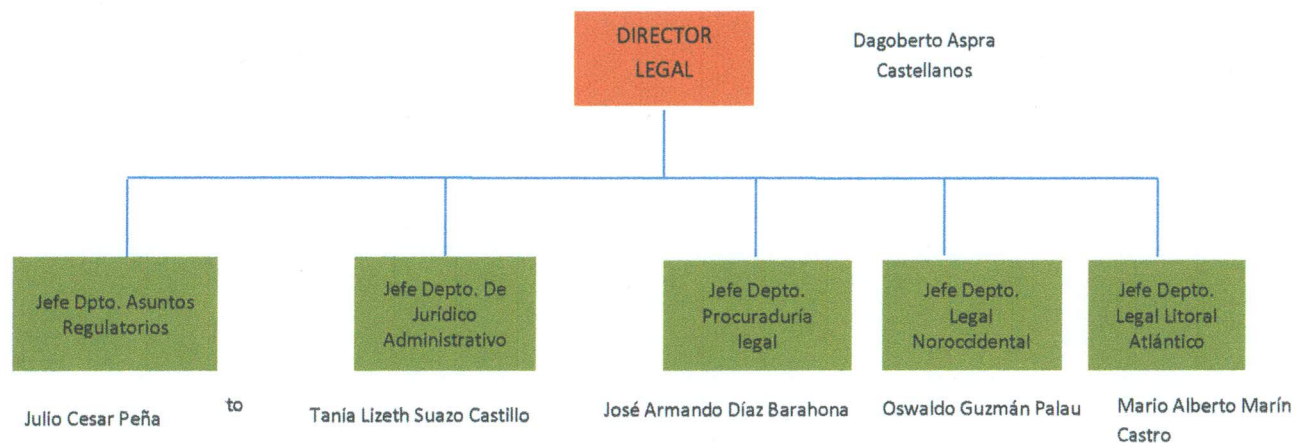 DIRECTOR
LEGAL
Dagoberto Aspra
Castellanos
Jefe Dpto. Asuntos
Regulatorios
Jefe Depto. De
Jurídico
Administrativo
Jefe Depto.
Procuraduría
legal
Jefe Depto.
Legal
Noroccidental
Jefe Depto.
Legal Litoral
Atlántico
Julio Cesar Peña
to
Tanía Lizeth Suazo Castillo
José Armando Díaz Barahona
Oswaldo Guzmán Palau
Mario Alberto Marín
Castro